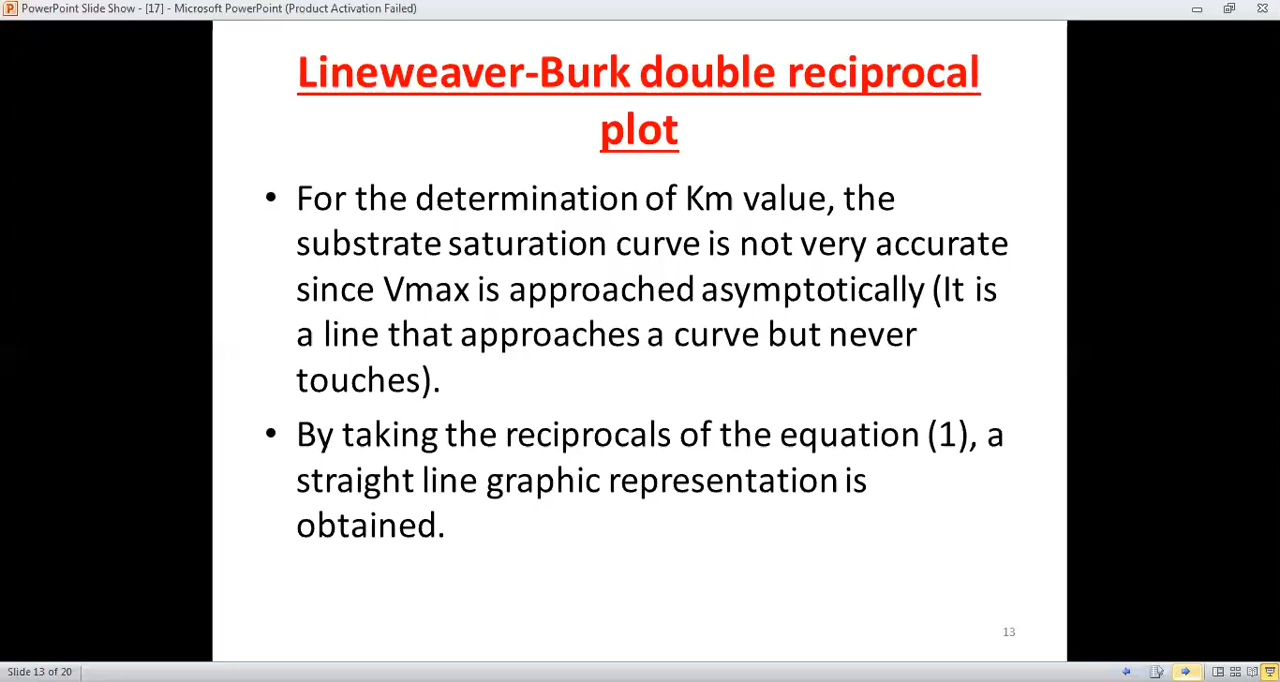 PowerPoint Slide Show - [17] - Microsoft PowerPoint (Product Activation Failed)
Lineweaver-Burk double reciprocal
plot
• For the determination of Km value, the
substrate saturation curve is not very accurate
since Vmax is approached asymptotically (It is
a line that approaches a curve but never
touches).
• By taking the reciprocals of the equation (1), a
straight line graphic representation is
obtained.
13
Slide 13 of 20